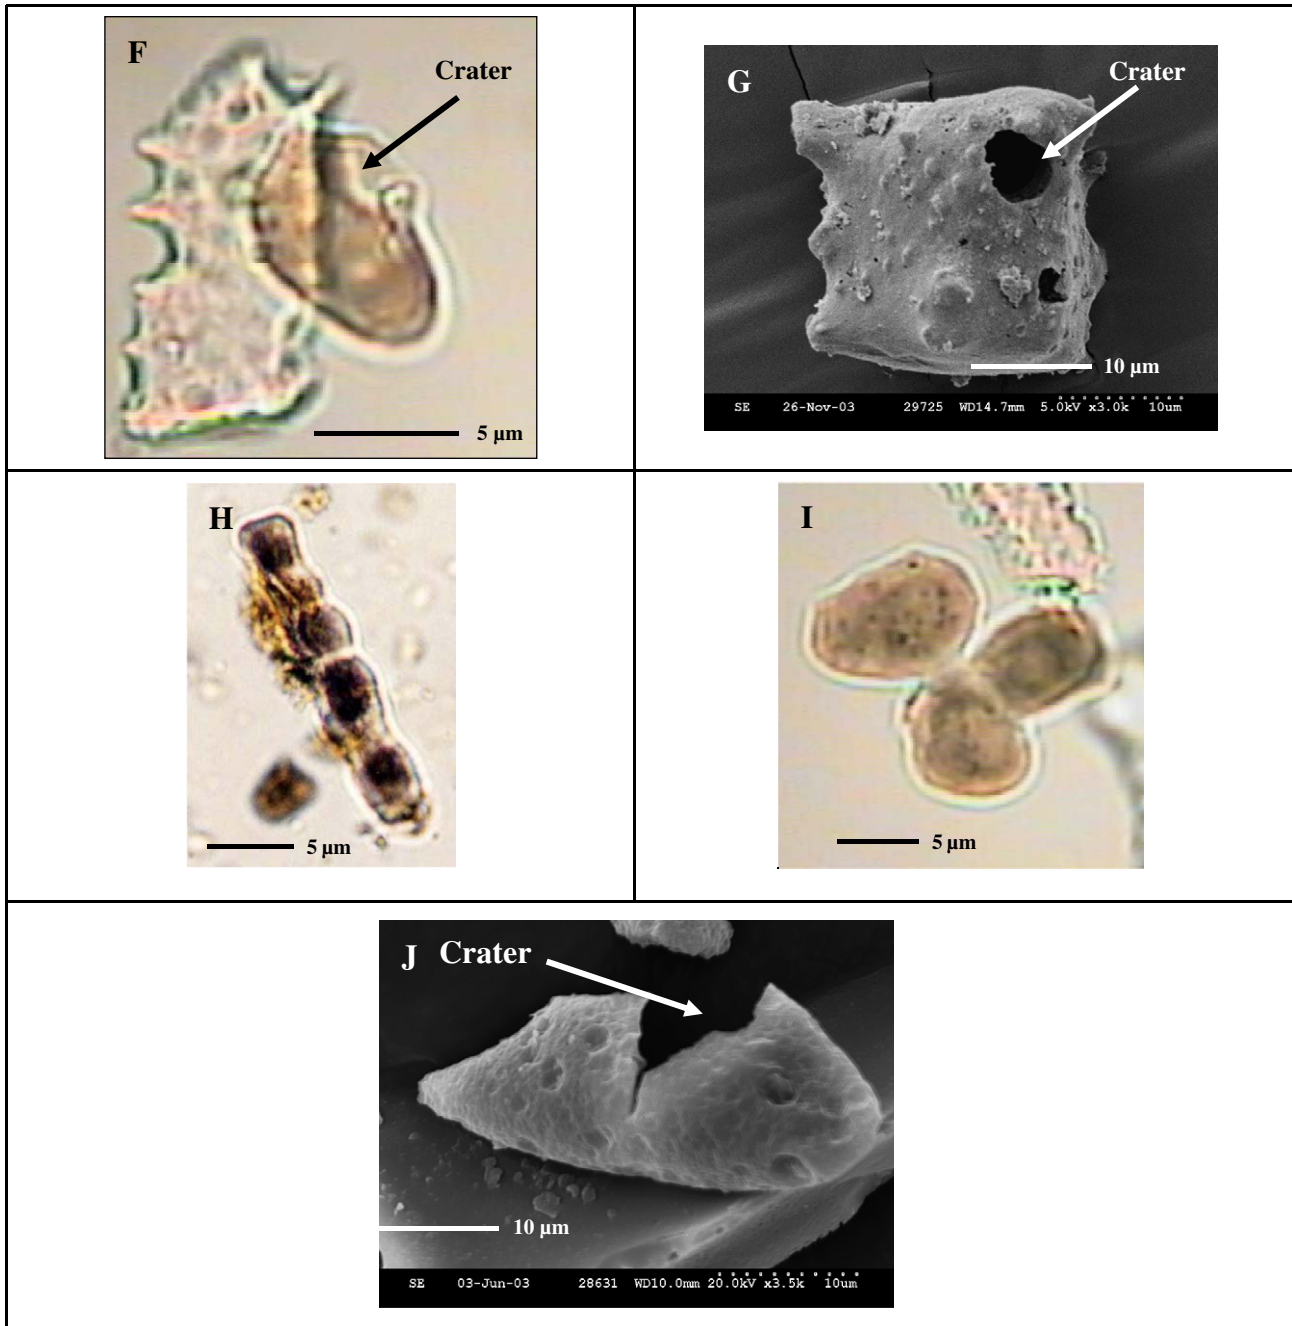 F
Crater
5 µm
G
Crater
10 µm
SE 26-Nov-03 29725 WD14.7mm 5.0kV x3.0k 10um
H
5 µm
I
5 µm
J Crater
10 µm
SE 03-Jun-03 28631 WD10.0mm 20.0kV x3.5k 10um